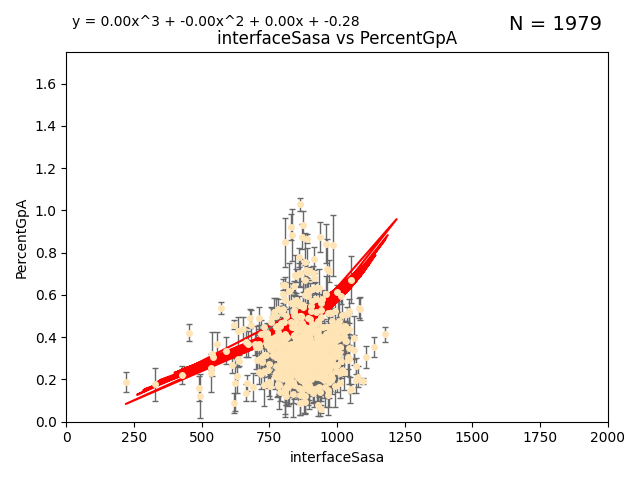 y = 0.00x^3 + -0.00x^2 + 0.00x + -0.28
N = 1979
interfaceSasa vs PercentGpA
PercentGpA
1.6
1.4
1.2
1.0
0.8
0.6
0.4
0.2
0.0
0 250 500 750 1000 1250 1500 1750 2000
interfaceSasa